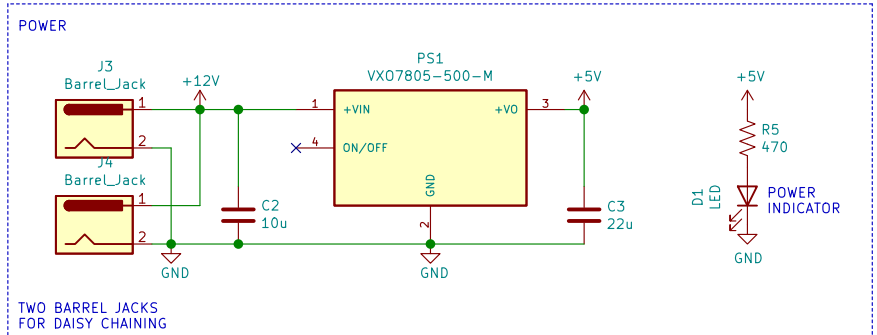 POWER
J3
Barrel_Jack
1
2
+12V
J4
Barrel_Jack
1
2
GND
C2
10u
PS1
VXO7805-500-M
1
+VIN
4
ON/OFF
+VO
3
GND
2
GND
+5V
C3
22u
+5V
R5
470
D1
LED
POWER
INDICATOR
GND
TWO BARREL JACKS
FOR DAISY CHAINING